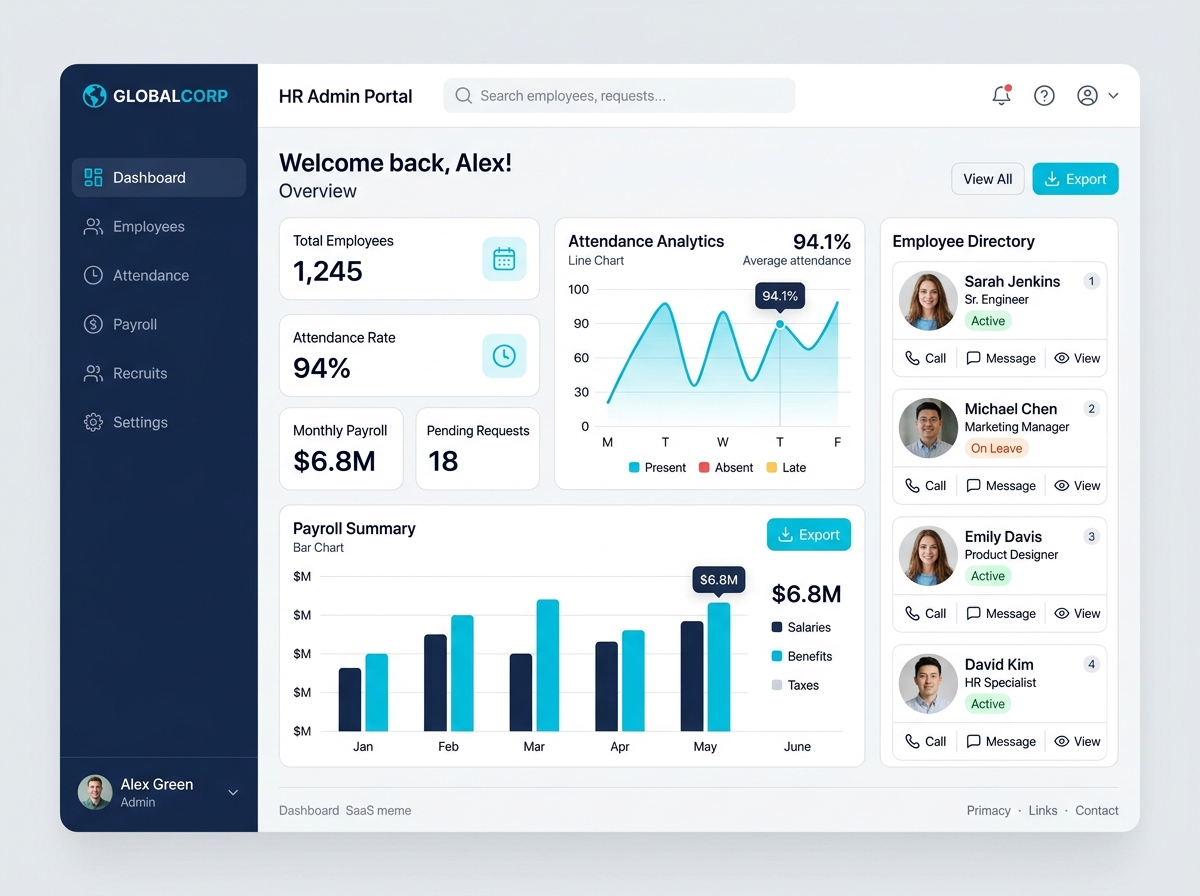 GLOBALCORP
HR Admin Portal
Search employees, requests...
Dashboard
Employees
Attendance
Payroll
Recruits
Settings
Alex Green
Admin
Welcome back, Alex!
Overview
View All
Export
Total Employees
1,245
Attendance Rate
94%
Monthly Payroll
$6.8M
Pending Requests
18
Attendance Analytics
Line Chart
94.1%
Average attendance
100
90
60
30
0
94.1%
M T W T F
Present Absent Late
Payroll Summary
Bar Chart
Export
$M
$M
$M
$M
$M
$6.8M
Jan Feb Mar Apr May June
$6.8M
Salaries
Benefits
Taxes
Employee Directory
Sarah Jenkins 1
Sr. Engineer
Active
Call Message View
Michael Chen 2
Marketing Manager
On Leave
Call Message View
Emily Davis 3
Product Designer
Active
Call Message View
David Kim 4
HR Specialist
Active
Call Message View
Dashboard SaaS meme
Primacy · Links · Contact